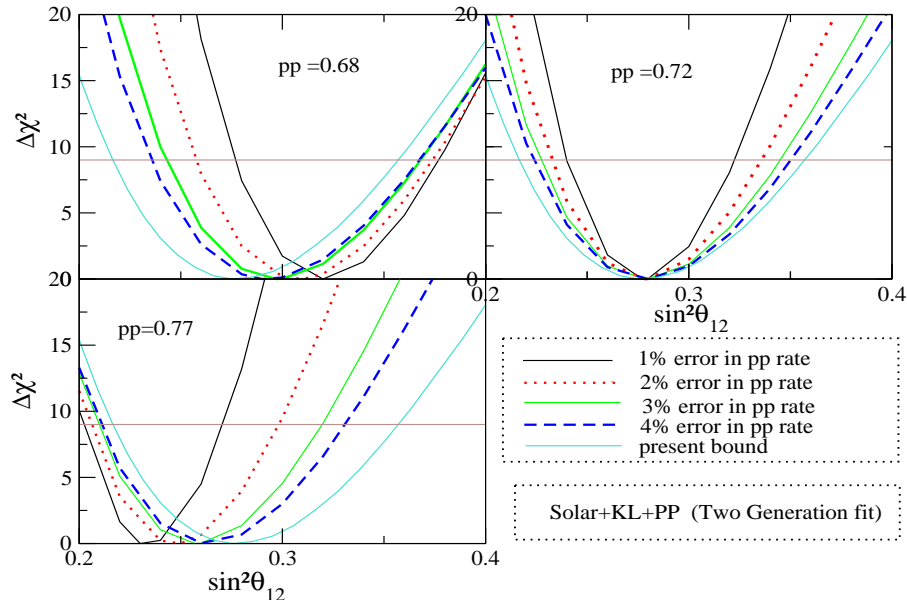 20
15
10
5
20
Δχ²
pp =0.68
20
15
10
5
0
pp =0.72
0.2
0.3
0.4
sin²θ12
15
10
5
0
Δχ²
pp=0.77
0.2
0.3
0.4
sin²θ12
1% error in pp rate
2% error in pp rate
3% error in pp rate
4% error in pp rate
present bound
Solar+KL+PP (Two Generation fit)